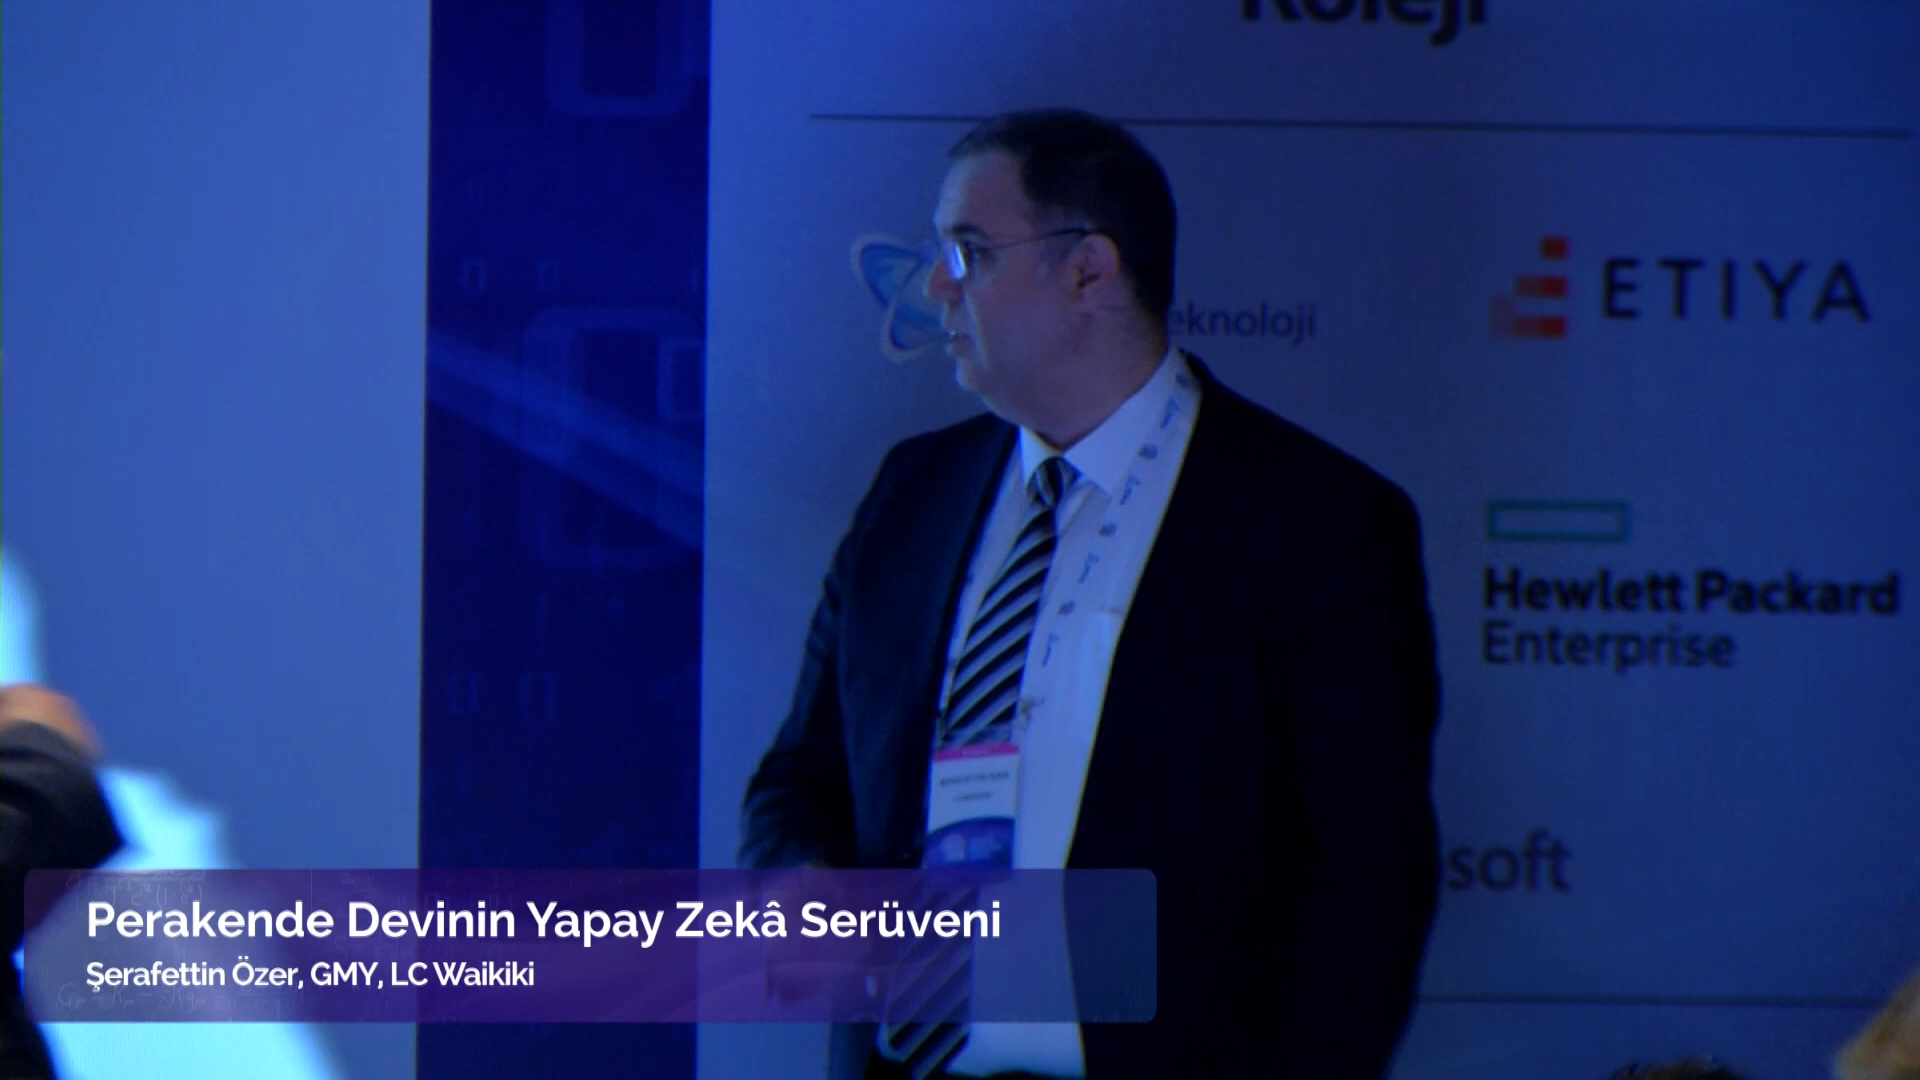 Koleji
eknoloji
ETIYA
Hewlett Packard
Enterprise
soft
Perakende Devinin Yapay Zekâ Serüveni
Şerafettin Özer, GMY, LC Waikiki